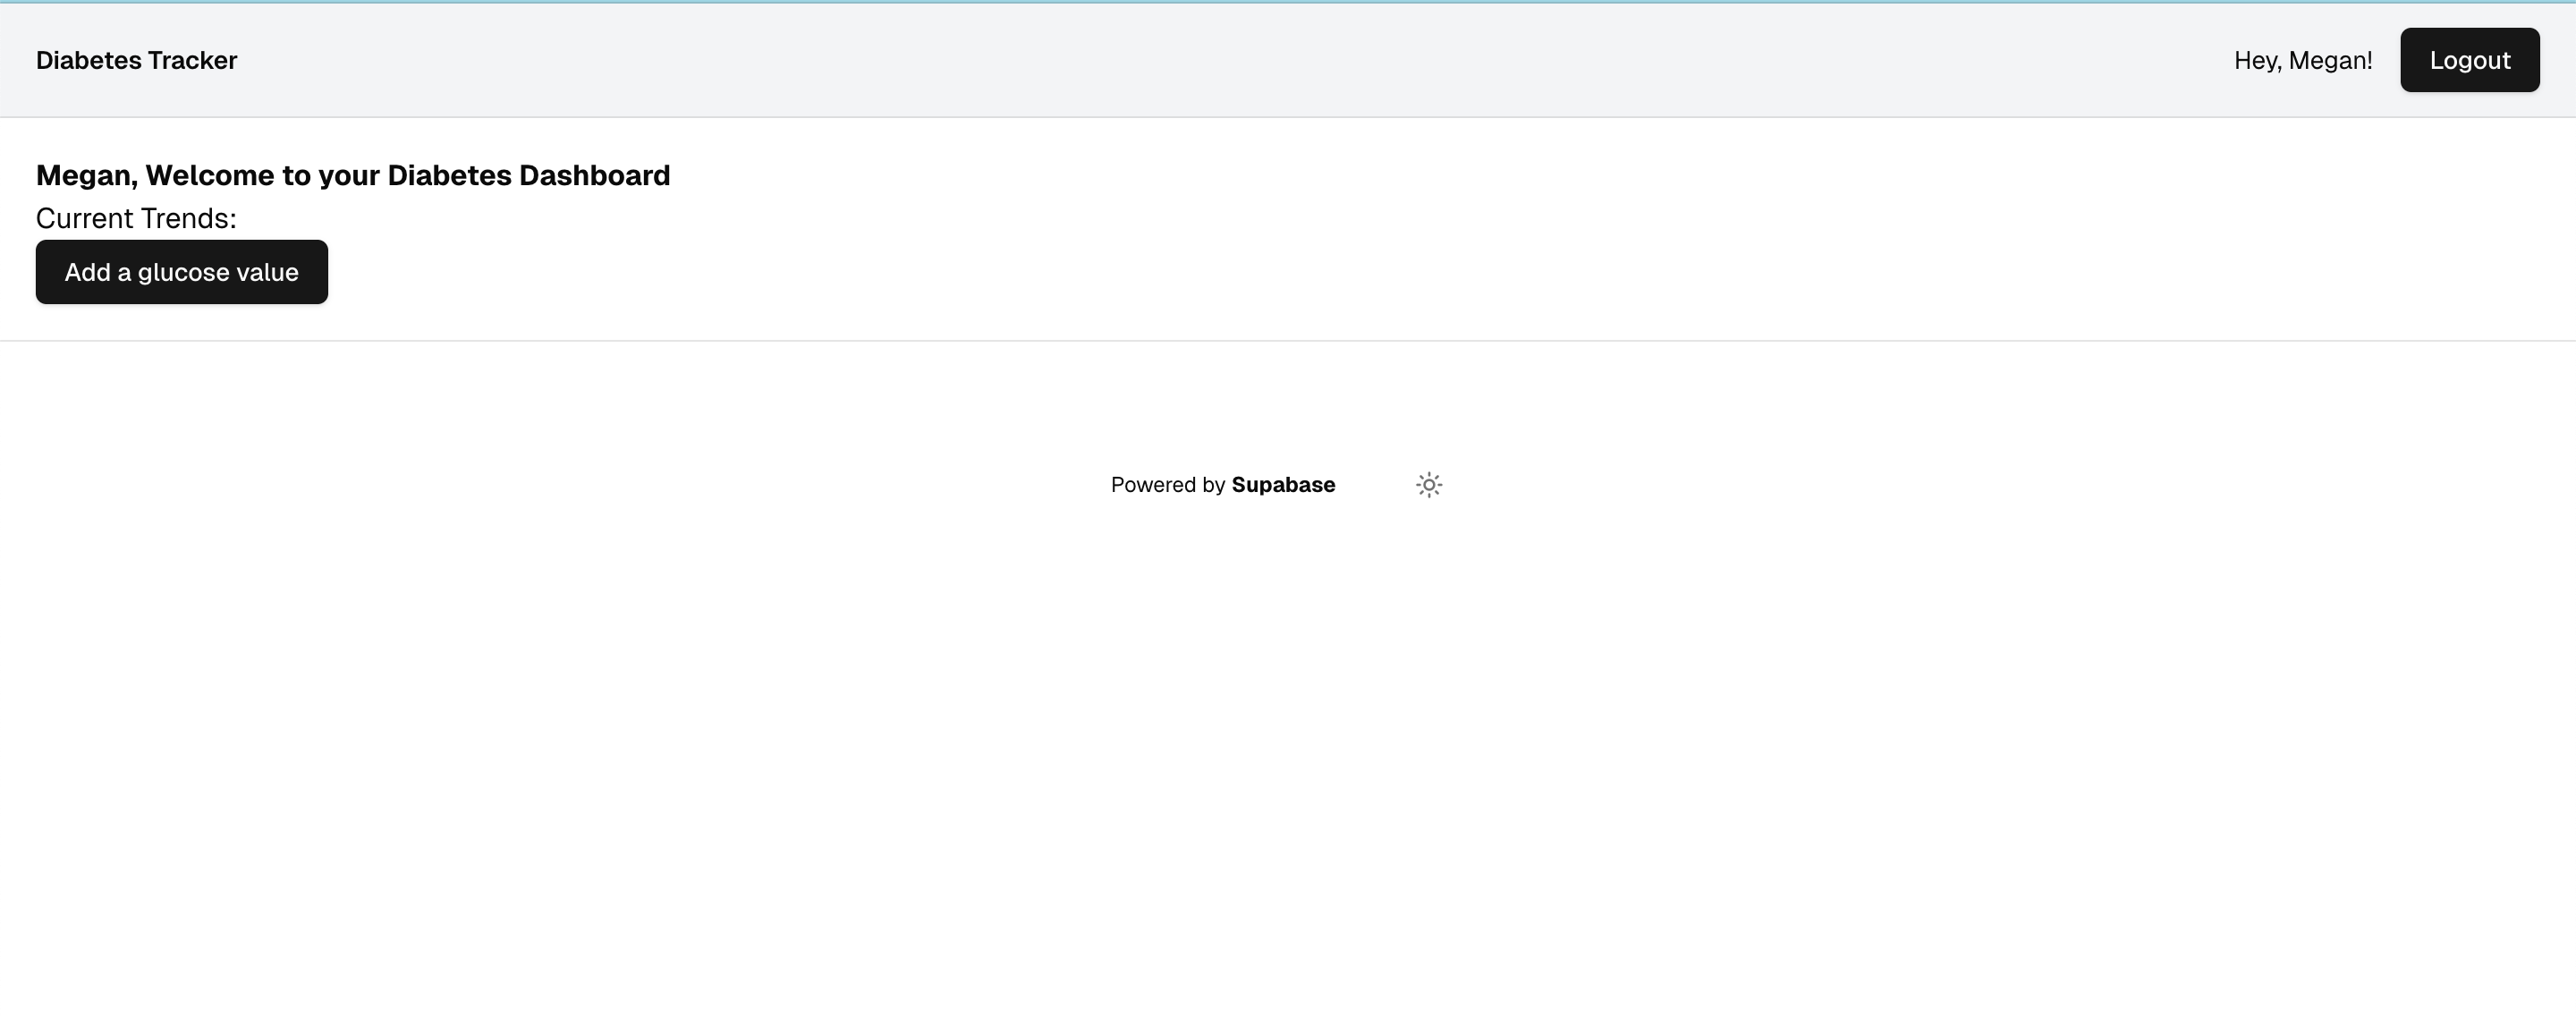 Diabetes Tracker
Hey, Megan!
Logout
Megan, Welcome to your Diabetes Dashboard
Current Trends:
Add a glucose value
Powered by Supabase